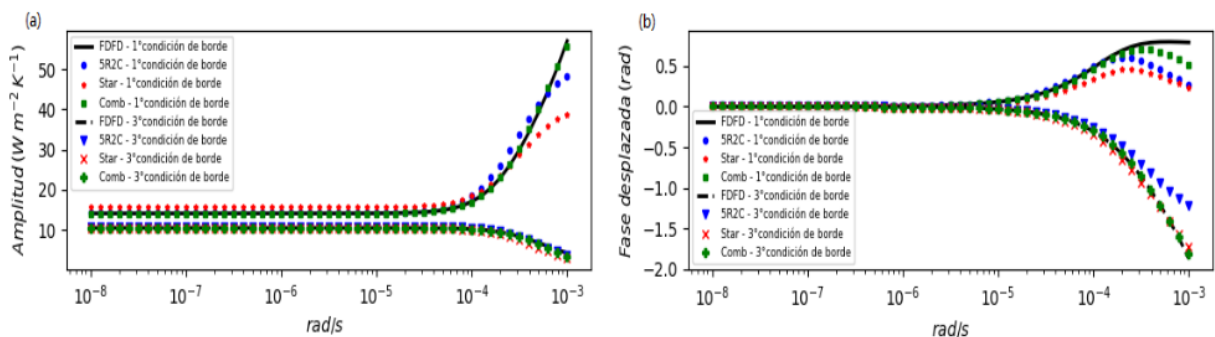 (a)
Amplitud (W m⁻² K⁻¹)
50
40
30
20
10
FDFD - 1°condición de borde
5R2C - 1°condición de borde
Star - 1°condición de borde
Comb - 1°condición de borde
FDFD - 3°condición de borde
5R2C - 3°condición de borde
Star - 3°condición de borde
Comb - 3°condición de borde
10⁻⁸ 10⁻⁷ 10⁻⁶ 10⁻⁵ 10⁻⁴ 10⁻³
rad/s
(b)
Fase desplazada (rad)
0.5
0.0
-0.5
-1.0
-1.5
-2.0
FDFD - 1°condición de borde
5R2C - 1°condición de borde
Star - 1°condición de borde
Comb - 1°condición de borde
FDFD - 3°condición de borde
5R2C - 3°condición de borde
Star - 3°condición de borde
Comb - 3°condición de borde
10⁻⁸ 10⁻⁷ 10⁻⁶ 10⁻⁵ 10⁻⁴ 10⁻³
rad/s